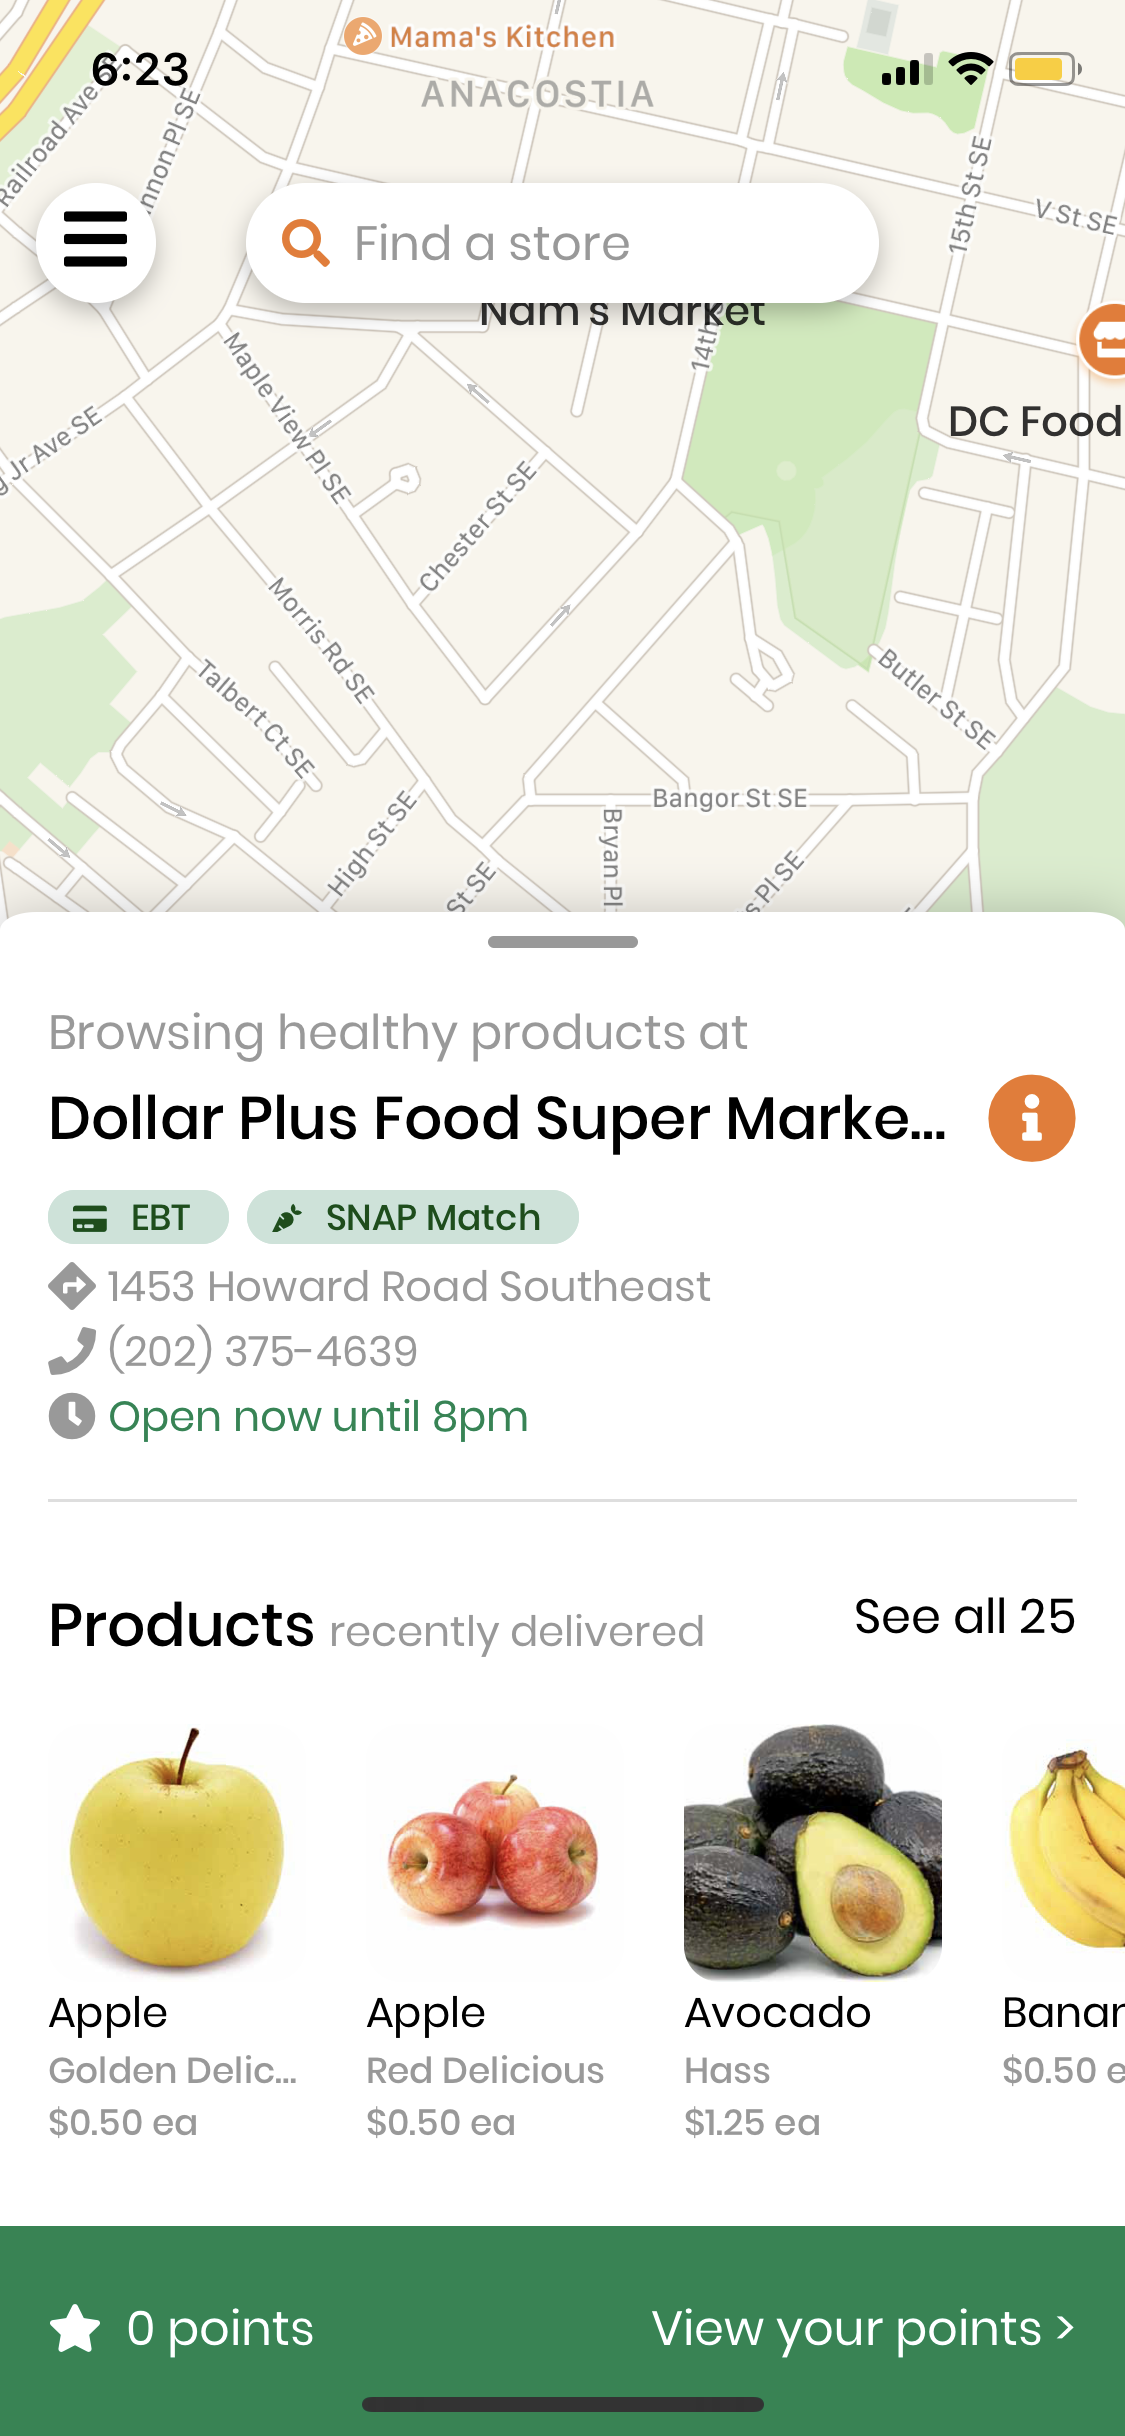 Mama's Kitchen
6:23
ANACOSTIA
Railroad Ave SE
nnon Pl SE
15th St SE
V St SE
Find a store
Nam's Market
14th
Maple View Pl SE
DC Food
g Jr Ave SE
Chester St SE
Morris Rd SE
Talbert Ct SE
Butler St SE
Bangor St SE
High St SE
Bryan Pl
St SE
s Pl SE
Browsing healthy products at
Dollar Plus Food Super Marke...
EBT
SNAP Match
1453 Howard Road Southeast
(202) 375-4639
Open now until 8pm
Products recently delivered
See all 25
Apple
Golden Delic...
$0.50 ea
Apple
Red Delicious
$0.50 ea
Avocado
Hass
$1.25 ea
Banan
$0.50 e
0 points
View your points >